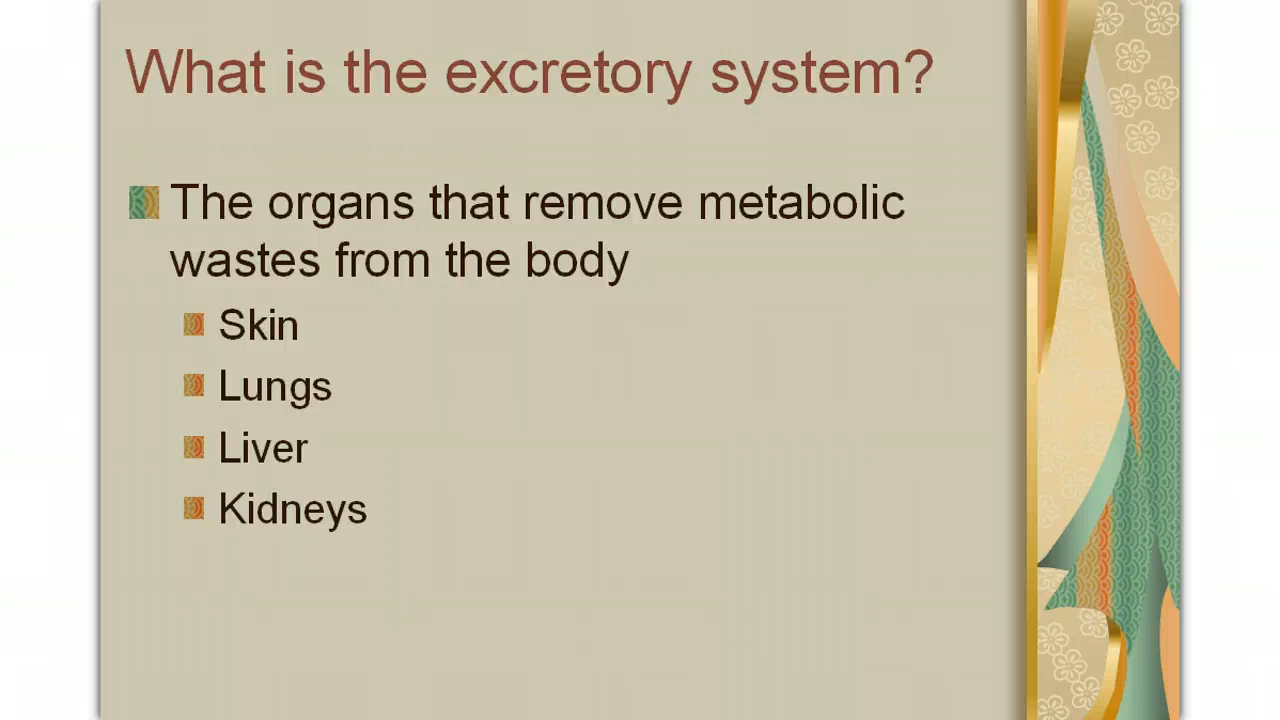 What is the excretory system?
The organs that remove metabolic
wastes from the body
Skin
Lungs
Liver
Kidneys